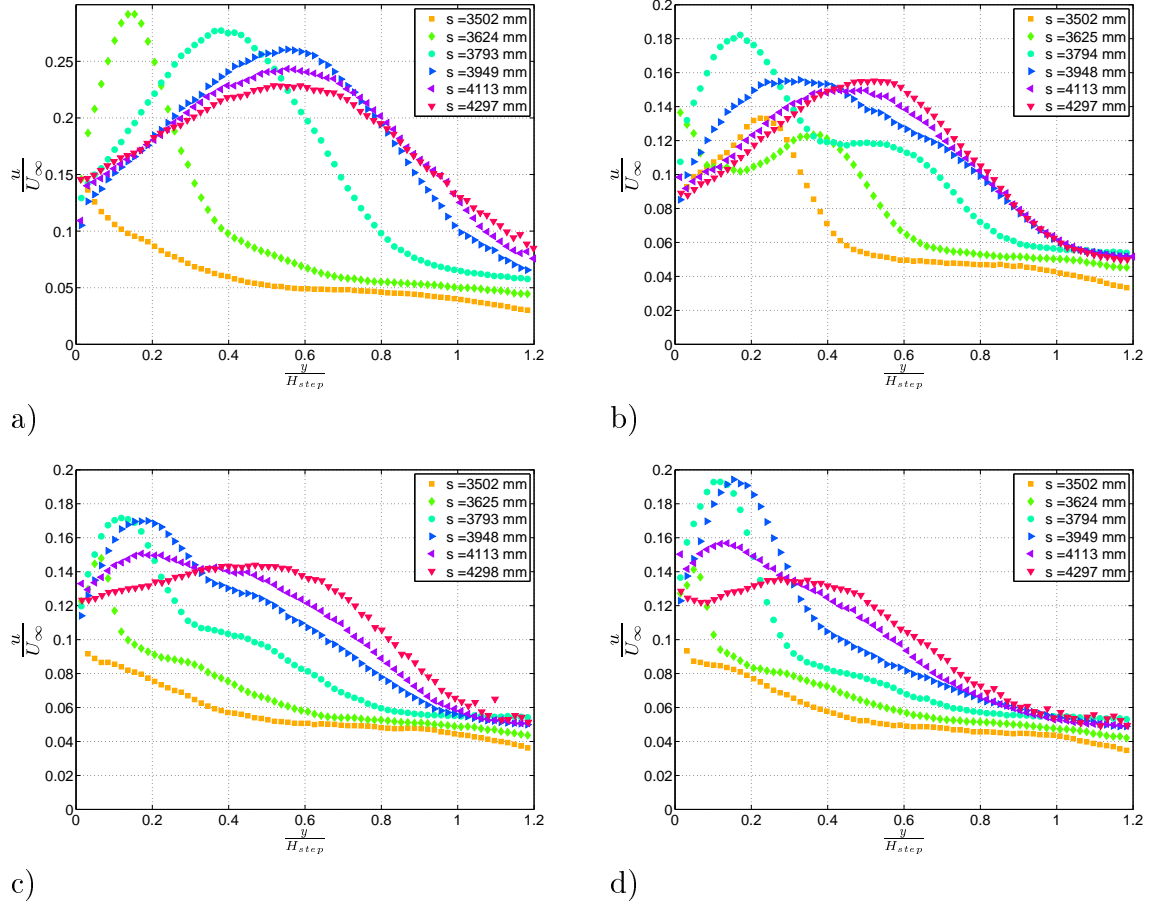 0.25
0.2
0.15
0.1
0.05
0
0 0.2 0.4 0.6 0.8 1 1.2
u
U∞
y
Hstep
s =3502 mm
s =3624 mm
s =3793 mm
s =3949 mm
s =4113 mm
s =4297 mm
a)
0.2
0.18
0.16
0.14
0.12
0.1
0.08
0.06
0.04
0.02
0
0 0.2 0.4 0.6 0.8 1 1.2
u
U∞
y
Hstep
s =3502 mm
s =3625 mm
s =3794 mm
s =3948 mm
s =4113 mm
s =4297 mm
b)
0.2
0.18
0.16
0.14
0.12
0.1
0.08
0.06
0.04
0.02
0
0 0.2 0.4 0.6 0.8 1 1.2
u
U∞
y
Hstep
s =3502 mm
s =3625 mm
s =3793 mm
s =3948 mm
s =4113 mm
s =4298 mm
c)
0.2
0.18
0.16
0.14
0.12
0.1
0.08
0.06
0.04
0.02
0
0 0.2 0.4 0.6 0.8 1 1.2
u
U∞
y
Hstep
s =3502 mm
s =3624 mm
s =3794 mm
s =3949 mm
s =4113 mm
s =4297 mm
d)